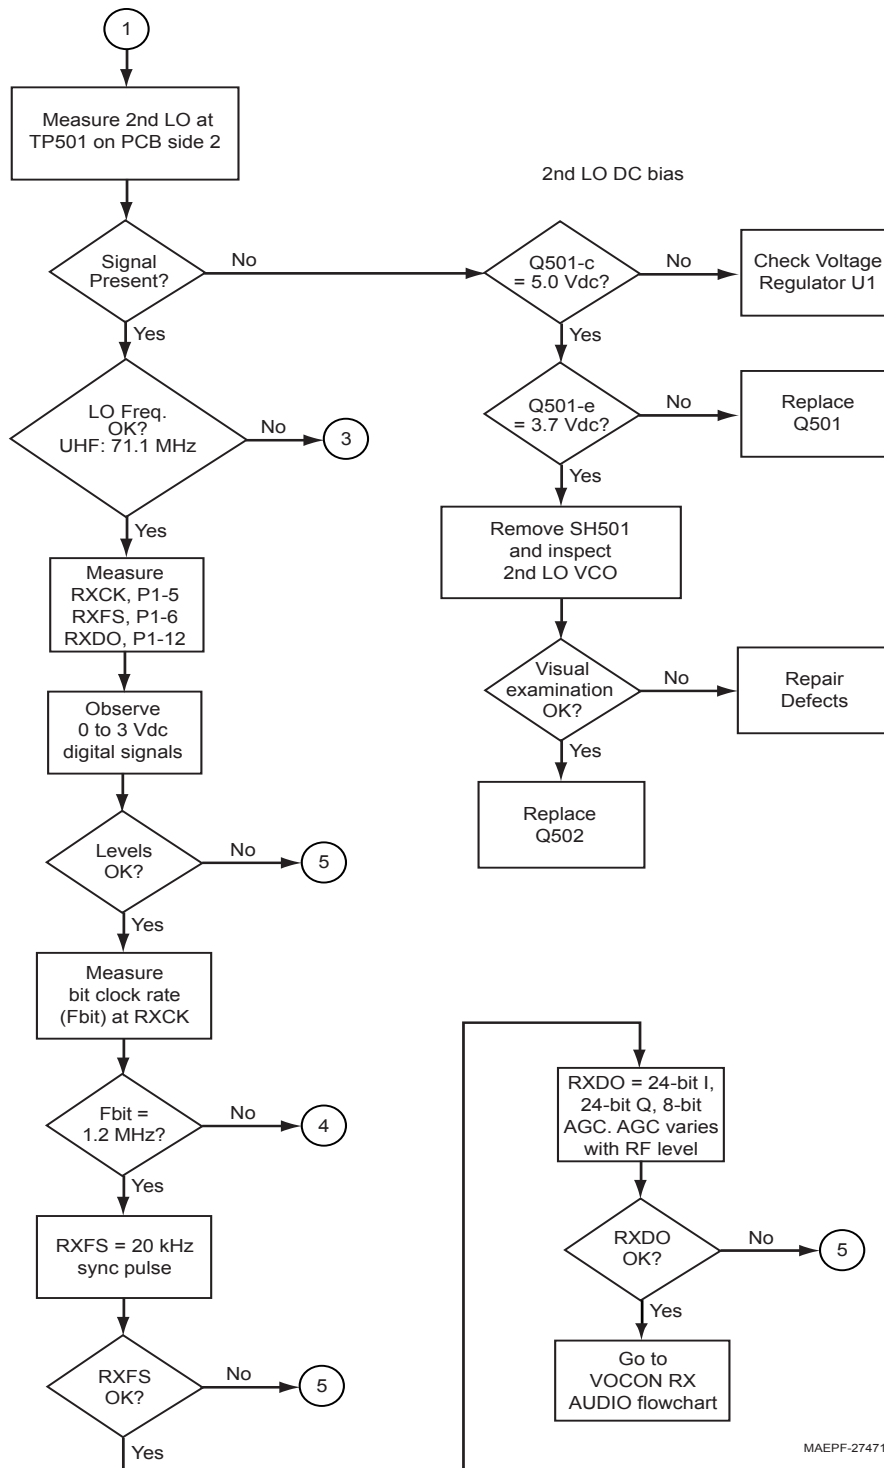 1
Measure 2nd LO at
TP501 on PCB side 2
Signal
Present?
No
Yes
LO Freq.
OK?
UHF: 71.1 MHz
No
3
Yes
Measure
RXCK, P1-5
RXFS, P1-6
RXDO, P1-12
Observe
0 to 3 Vdc
digital signals
Levels
OK?
No
5
Yes
Measure
bit clock rate
(Fbit) at RXCK
Fbit =
1.2 MHz?
No
4
Yes
RXFS = 20 kHz
sync pulse
RXFS
OK?
No
5
Yes
2nd LO DC bias
Q501-c
= 5.0 Vdc?
No
Check Voltage
Regulator U1
Yes
Q501-e
= 3.7 Vdc?
No
Replace
Q501
Yes
Remove SH501
and inspect
2nd LO VCO
Visual
examination
OK?
No
Repair
Defects
Yes
Replace
Q502
RXDO = 24-bit I,
24-bit Q, 8-bit
AGC. AGC varies
with RF level
RXDO
OK?
No
5
Yes
Go to
VOCON RX
AUDIO flowchart
MAEPF-27471